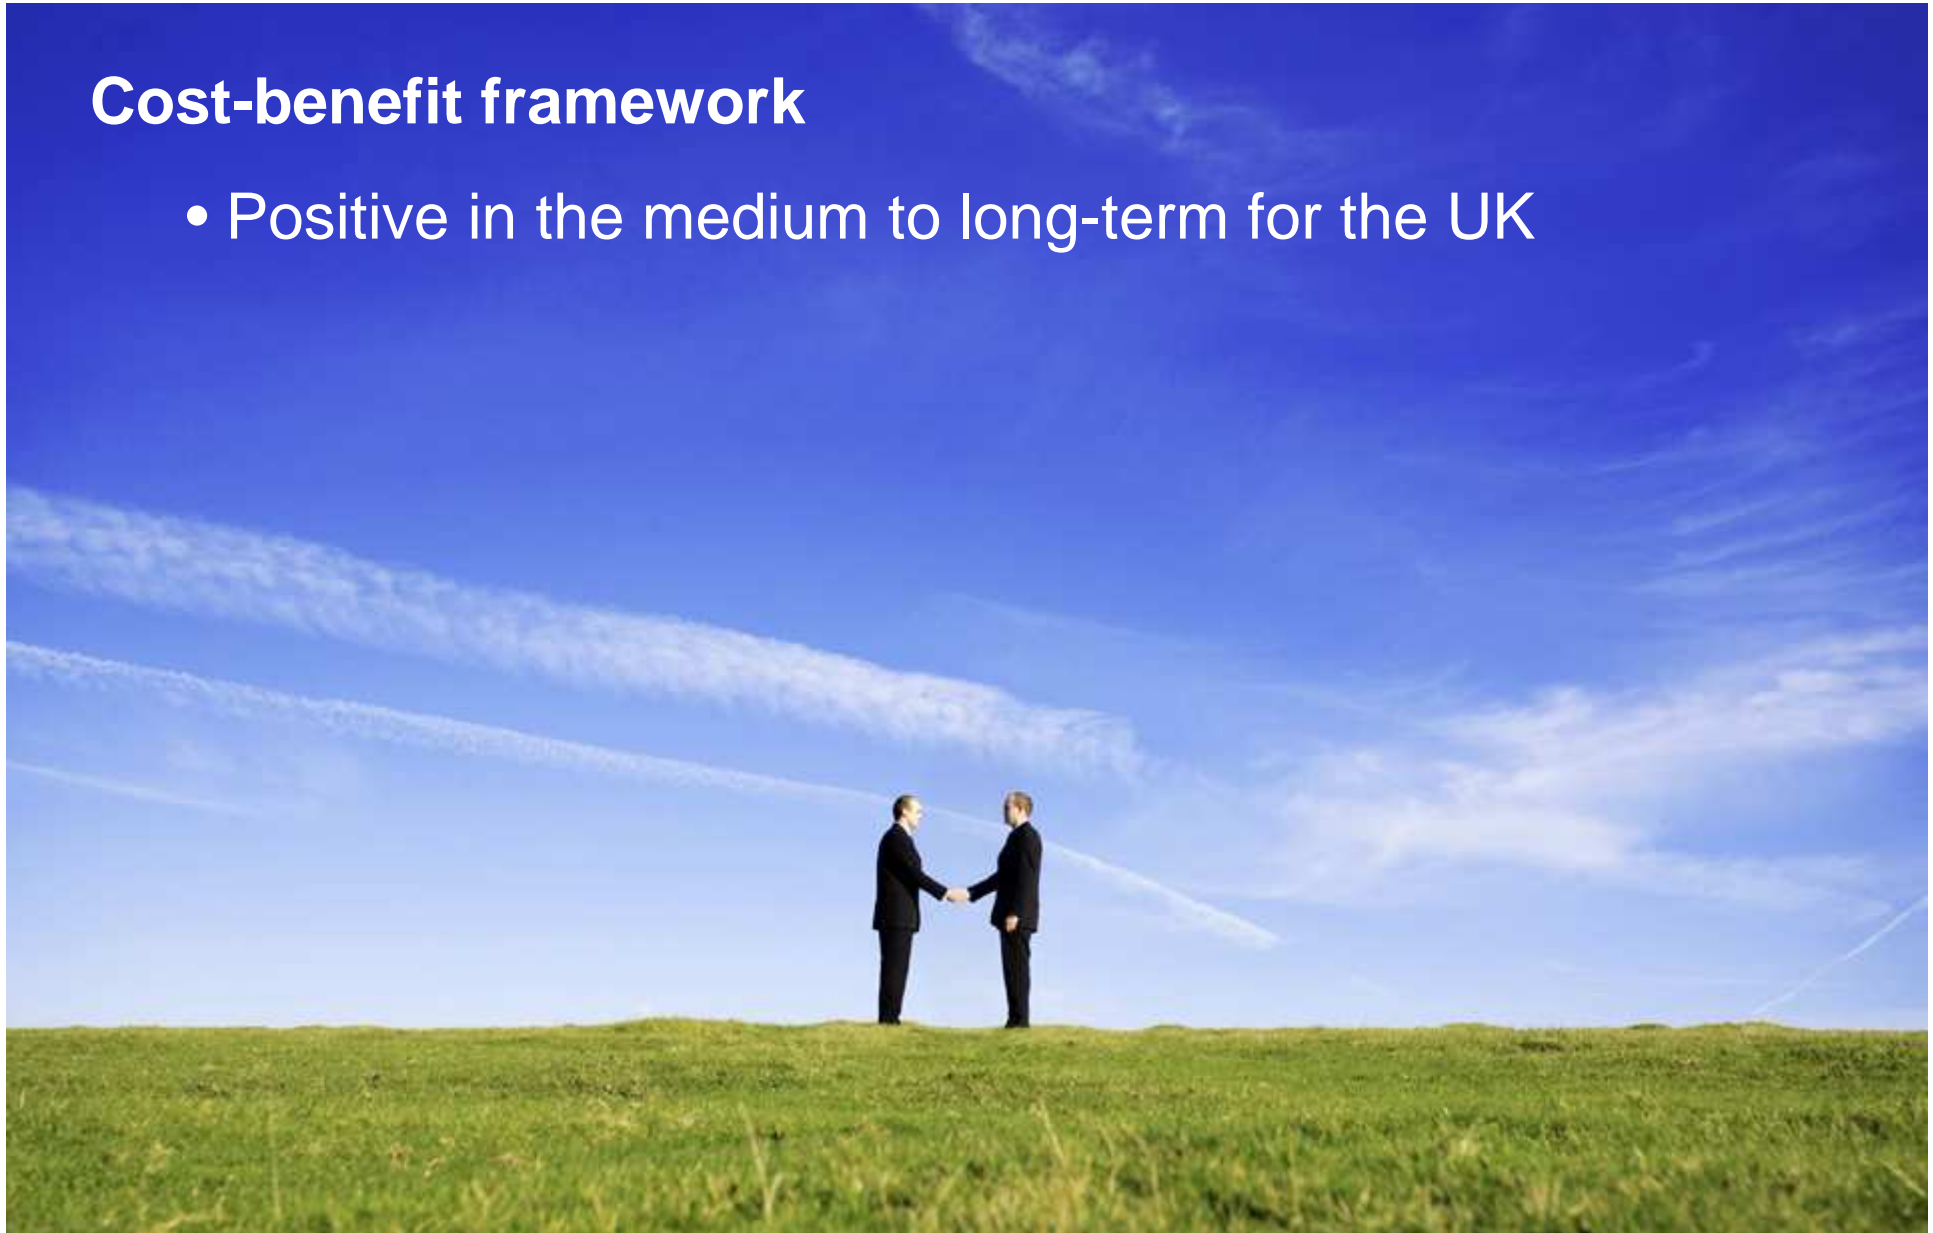 Cost-benefit framework
• Positive in the medium to long-term for the UK